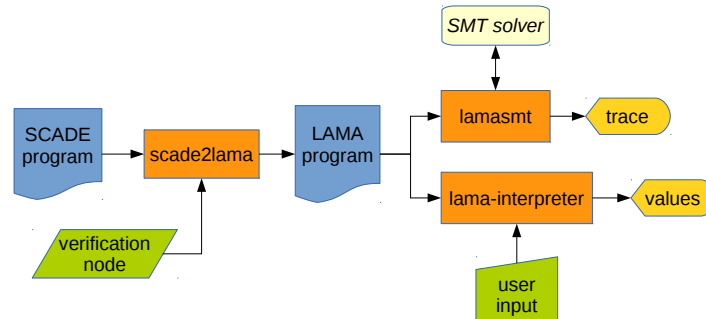 SMT solver
SCADE
program
scade2lama
LAMA
program
lamasmt
trace
lama-interpreter
values
verification
node
user
input